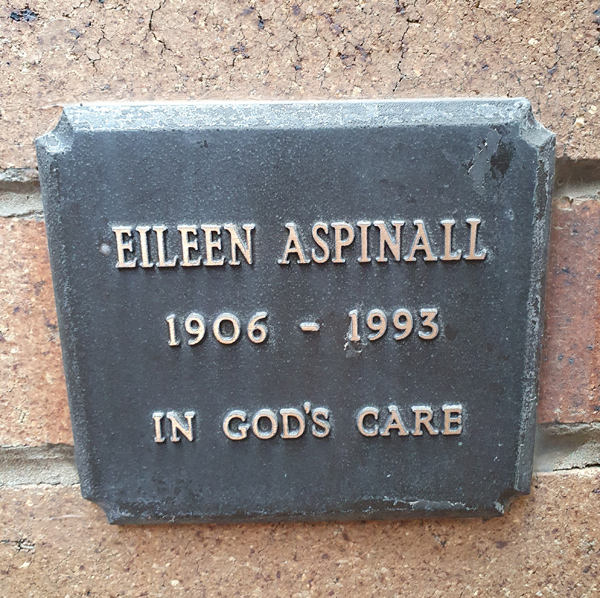 EILEEN ASPINALL
1906 - 1993
IN GOD'S CARE